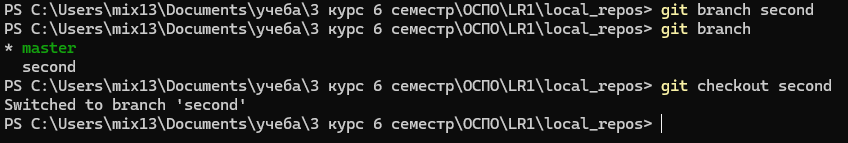 PS C:\Users\mix13\Documents\учеба\3 курс 6 семестр\ОСПО\LR1\local_repos> git branch second
PS C:\Users\mix13\Documents\учеба\3 курс 6 семестр\ОСПО\LR1\local_repos> git branch
* master
  second
PS C:\Users\mix13\Documents\учеба\3 курс 6 семестр\ОСПО\LR1\local_repos> git checkout second
Switched to branch 'second'
PS C:\Users\mix13\Documents\учеба\3 курс 6 семестр\ОСПО\LR1\local_repos>